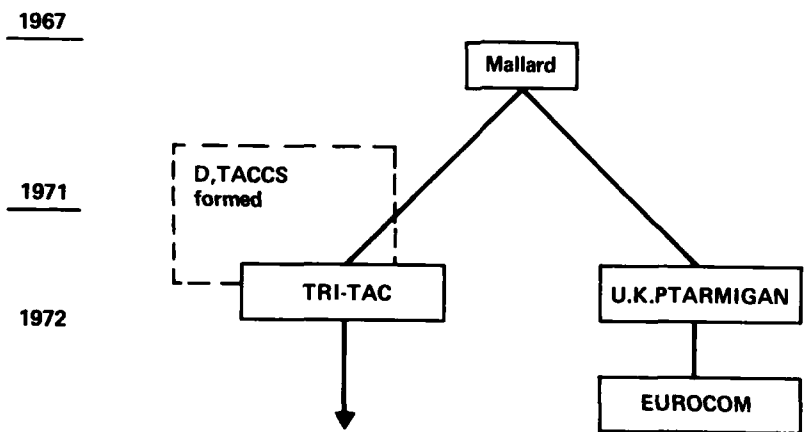 1967
Mallard
D,TACCS
formed
1971
TRI-TAC
U.K.PTARMIGAN
1972
EUROCOM